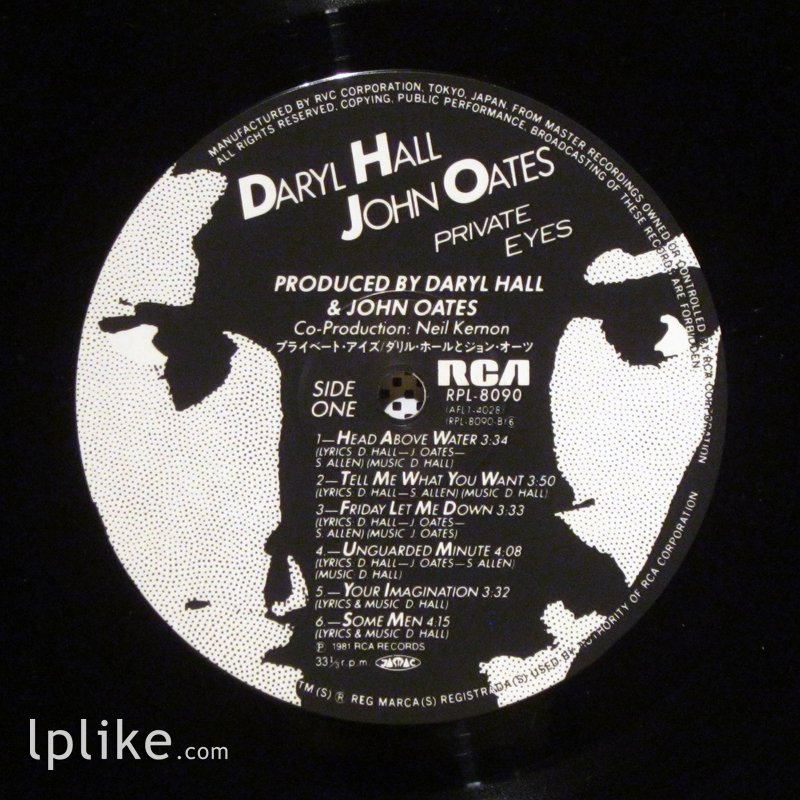 MANUFACTURED BY RVC CORPORATION, TOKYO, JAPAN, FROM MASTER RECORDINGS OWNED OR CONTROLLED BY RCA CORPORATION
ALL RIGHTS RESERVED. COPYING, PUBLIC PERFORMANCE, BROADCASTING OF THESE RECORDS ARE FORBIDDEN
DARYL HALL
JOHN OATES
PRIVATE
EYES
PRODUCED BY DARYL HALL
& JOHN OATES
Co-Production: Neil Kernon
プライベート・アイズ/ダリル・ホールとジョン・オーツ
SIDE
ONE
RCA
RPL-8090
(AFL1-4028)
(RPL-8090-B) 6
1—HEAD ABOVE WATER 3:34
(LYRICS: D. HALL—J. OATES—
S. ALLEN) (MUSIC: D. HALL)
2—TELL ME WHAT YOU WANT 3:50
(LYRICS: D. HALL—S. ALLEN) (MUSIC: D. HALL)
3—FRIDAY LET ME DOWN 3:33
(LYRICS: D. HALL—J. OATES—
S. ALLEN) (MUSIC: J. OATES)
4.—UNGUARDED MINUTE 4:08
(LYRICS: D. HALL—J. OATES—S. ALLEN)
(MUSIC: D. HALL)
5—YOUR IMAGINATION 3:32
(LYRICS & MUSIC: D. HALL)
6.—SOME MEN 4:15
(LYRICS & MUSIC: D. HALL)
Ⓟ 1981 RCA RECORDS
33⅓ r.p.m. JASRAC
TM(S) ® REG MARCA(S) REGISTRADA(S) USED BY AUTHORITY OF RCA CORPORATION
lplike.com